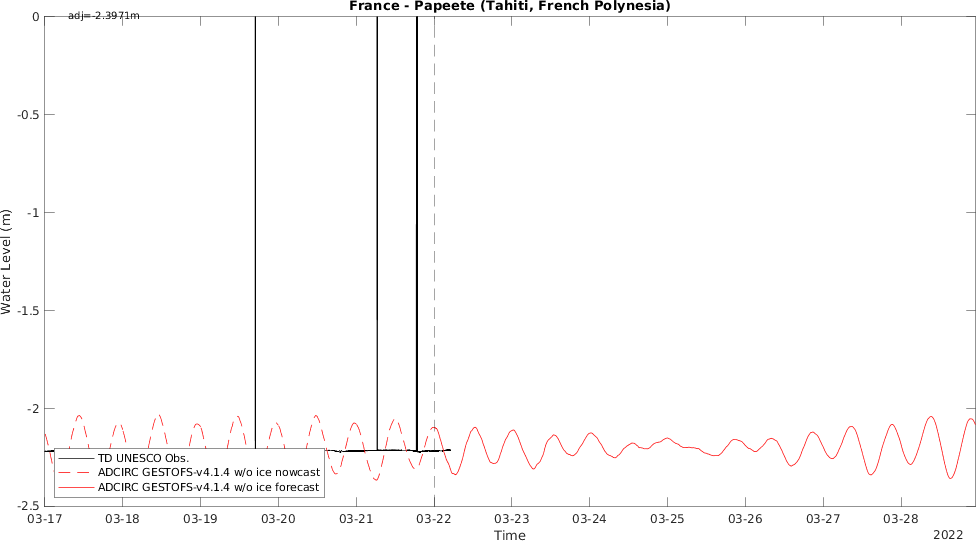 France - Papeete (Tahiti, French Polynesia)
adj=-2.3971m
0
-0.5
-1
-1.5
-2
-2.5
Water Level (m)
TD UNESCO Obs.
ADCIRC GESTOFS-v4.1.4 w/o ice nowcast
ADCIRC GESTOFS-v4.1.4 w/o ice forecast
03-17 03-18 03-19 03-20 03-21 03-22 03-23 03-24 03-25 03-26 03-27 03-28
Time
2022